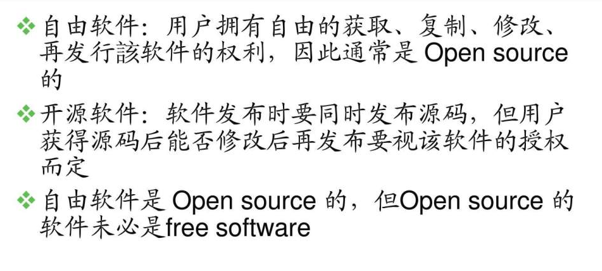 自由软件：用户拥有自由的获取、复制、修改、
再发行該软件的权利，因此通常是 Open source
的
开源软件：软件发布时要同时发布源码，但用户
获得源码后能否修改后再发布要视该软件的授权
而定
自由软件是 Open source 的，但Open source 的
软件未必是free software